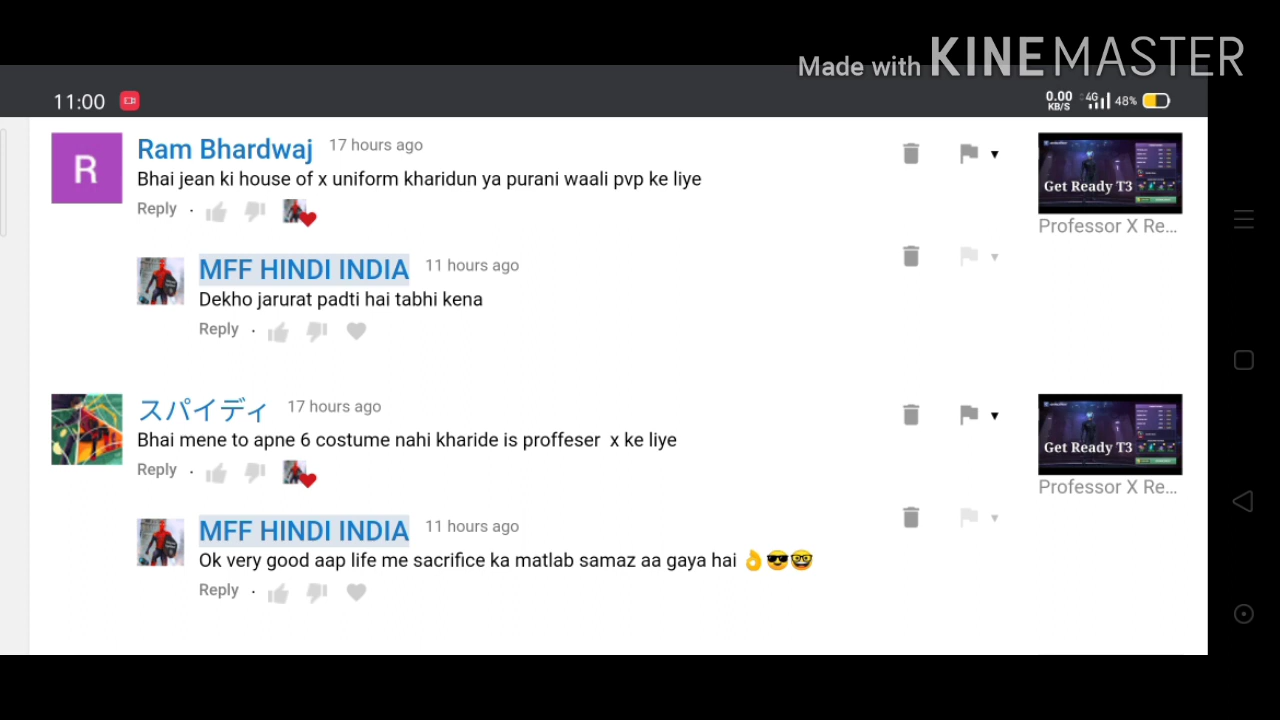 Made with KINEMASTER
11:00
0.00 KB/S 4G 48%
R
Ram Bhardwaj 17 hours ago
Bhai jean ki house of x uniform kharidun ya purani waali pvp ke liye
Reply ·
Get Ready T3
Professor X Re...
MFF HINDI INDIA 11 hours ago
Dekho jarurat padti hai tabhi kena
Reply ·
スパイディ 17 hours ago
Bhai mene to apne 6 costume nahi kharide is proffeser x ke liye
Reply ·
Get Ready T3
Professor X Re...
MFF HINDI INDIA 11 hours ago
Ok very good aap life me sacrifice ka matlab samaz aa gaya hai 👌😎🤓
Reply ·